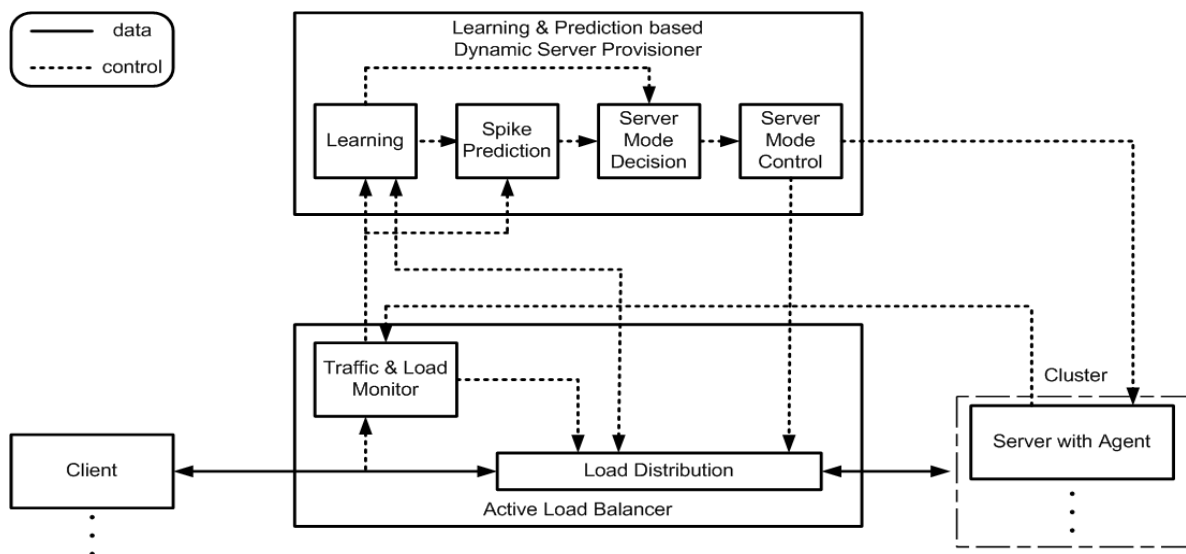 data
control
Learning & Prediction based
Dynamic Server Provisioner
Learning
Spike
Prediction
Server
Mode
Decision
Server
Mode
Control
Traffic & Load
Monitor
Cluster
Server with Agent
Client
Load Distribution
Active Load Balancer